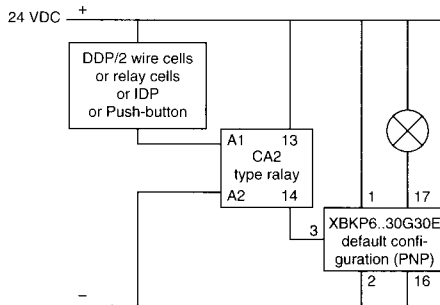 24 VDC +
DDP/2 wire cells
or relay cells
or IDP
or Push-button
A1 13
CA2
type ralay
A2 14
1 17
3
XBKP6..30G30E
default confi-
guration (PNP)
2 16
–